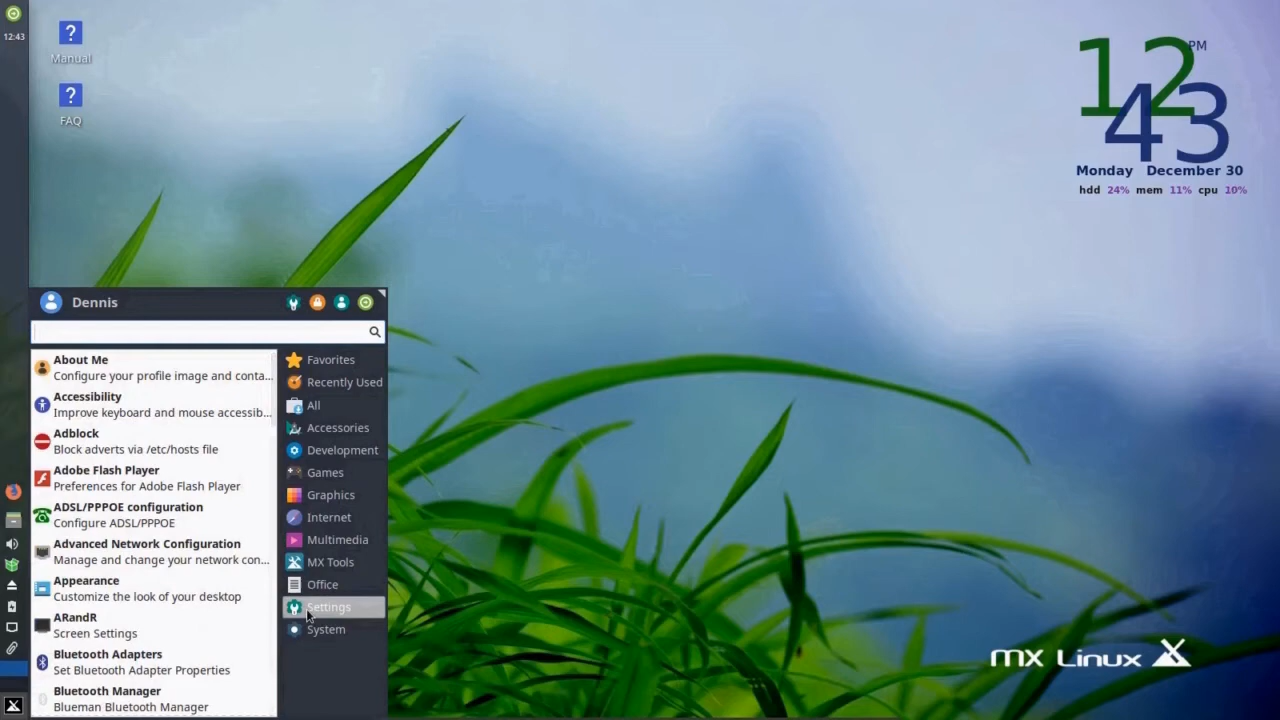 12:43
Manual
FAQ
12
PM
43
Monday December 30
hdd 24% mem 11% cpu 10%
Dennis
About Me
Configure your profile image and conta...
Accessibility
Improve keyboard and mouse accessib...
Adblock
Block adverts via /etc/hosts file
Adobe Flash Player
Preferences for Adobe Flash Player
ADSL/PPPOE configuration
Configure ADSL/PPPOE
Advanced Network Configuration
Manage and change your network con...
Appearance
Customize the look of your desktop
ARandR
Screen Settings
Bluetooth Adapters
Set Bluetooth Adapter Properties
Bluetooth Manager
Blueman Bluetooth Manager
Favorites
Recently Used
All
Accessories
Development
Games
Graphics
Internet
Multimedia
MX Tools
Office
Settings
System
MX Linux